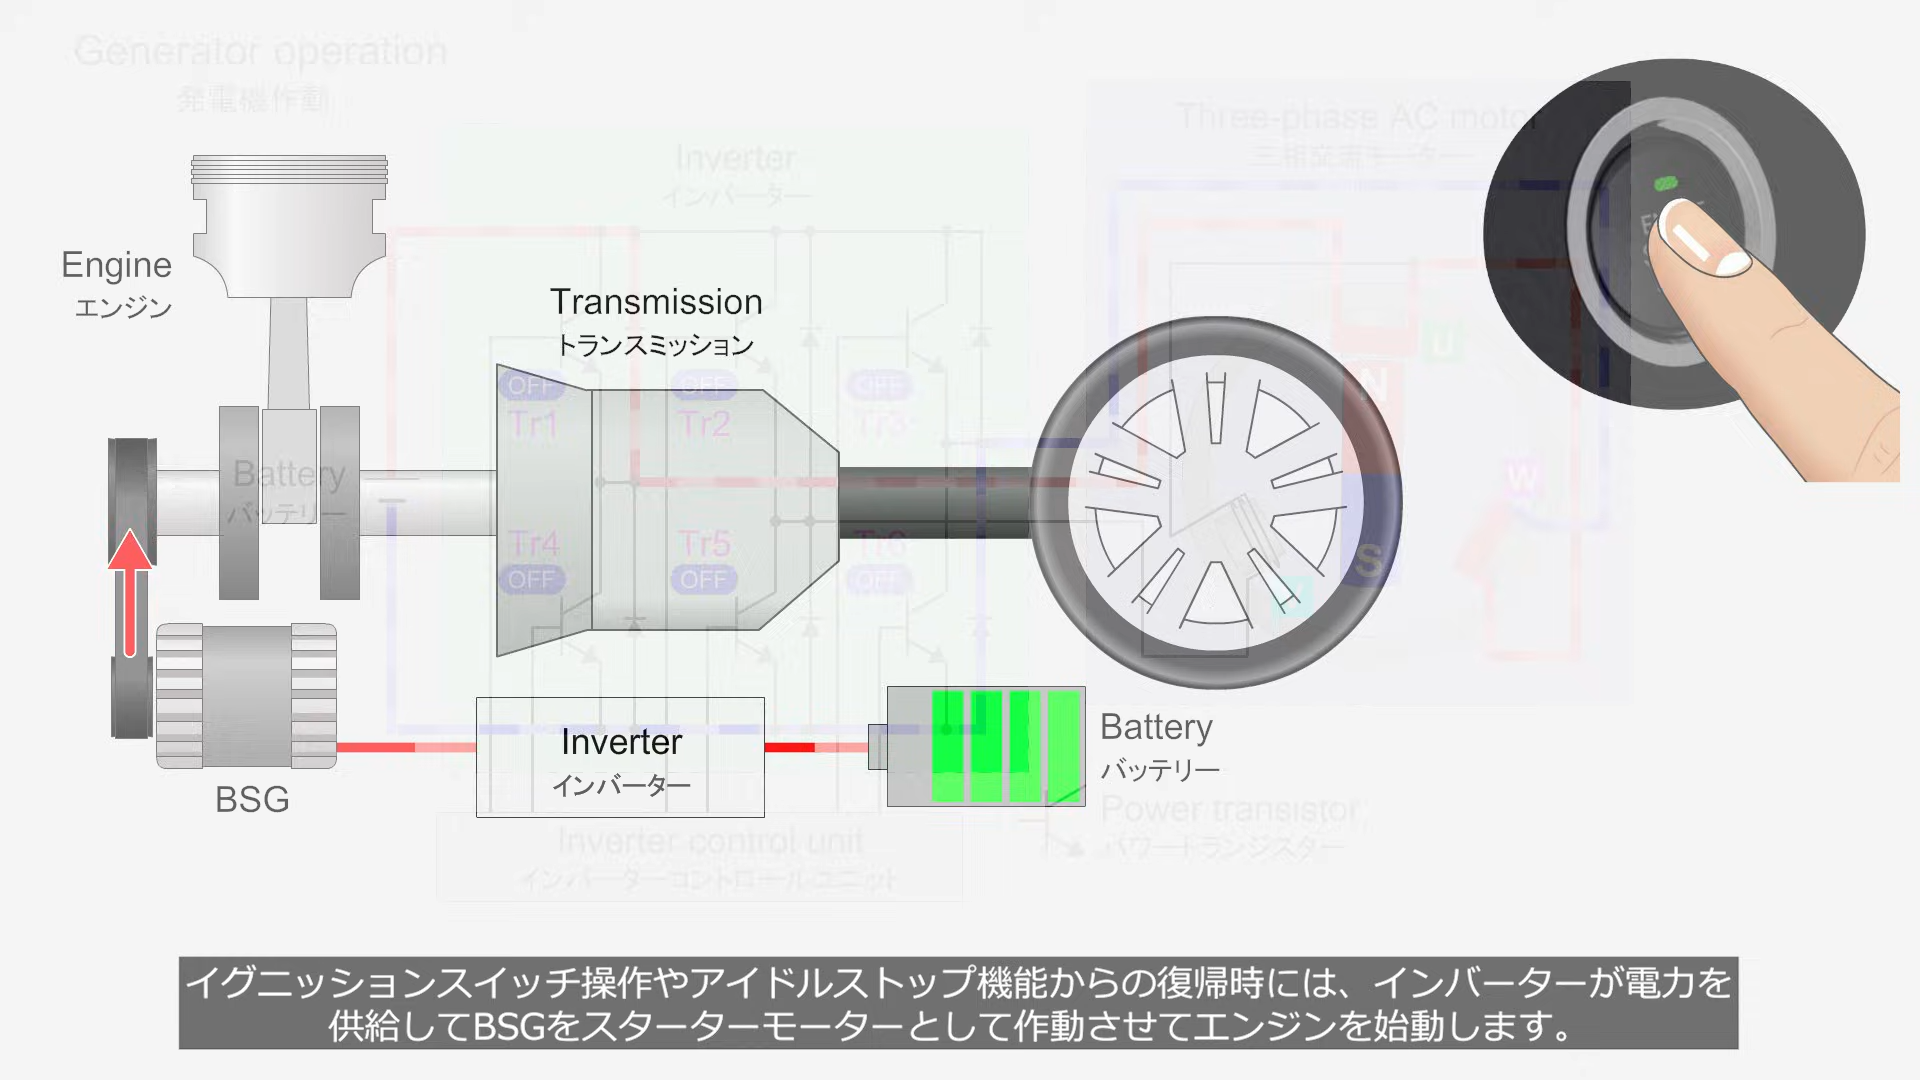 Generator operation
発電機作動
Three-phase AC motor
三相交流モーター
Inverter
インバーター
Engine
エンジン
Transmission
トランスミッション
U
N
OFF
OFF
OFF
Tr1
Tr2
Tr3
Battery
バッテリー
W
Tr4
Tr5
Tr6
OFF
OFF
OFF
S
Inverter
インバーター
Battery
バッテリー
BSG
Power transistor
パワートランジスター
Inverter control unit
インバーターコントロールユニット
イグニッションスイッチ操作やアイドルストップ機能からの復帰時には、インバーターが電力を
供給してBSGをスターターモーターとして作動させてエンジンを始動します。